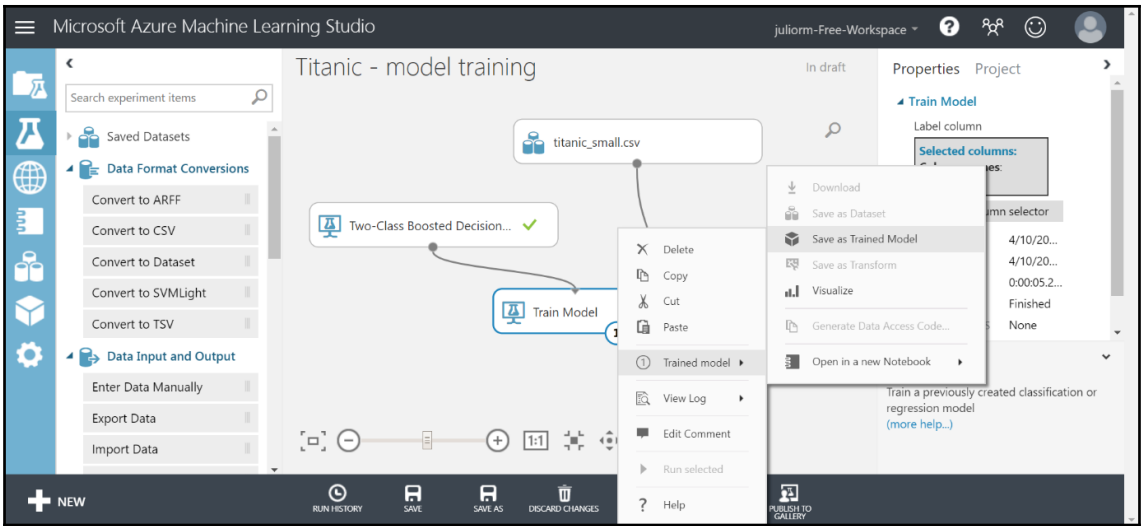 Microsoft Azure Machine Learning Studio
juliorm-Free-Workspace
?
Search experiment items
Saved Datasets
Data Format Conversions
Convert to ARFF
Convert to CSV
Convert to Dataset
Convert to SVMLight
Convert to TSV
Data Input and Output
Enter Data Manually
Export Data
Import Data
Titanic - model training
In draft
titanic_small.csv
Two-Class Boosted Decision...
Train Model
1
1:1
Delete
Copy
Cut
Paste
1 Trained model
View Log
Edit Comment
Run selected
? Help
Download
Save as Dataset
Save as Trained Model
Save as Transform
Visualize
Generate Data Access Code...
Open in a new Notebook
Properties Project
Train Model
Label column
Selected columns:
4/10/20...
4/10/20...
0:00:05.2...
Finished
None
Train a previously created classification or
regression model
(more help...)
NEW
RUN HISTORY
SAVE
SAVE AS
DISCARD CHANGES
PUBLISH TO
GALLERY